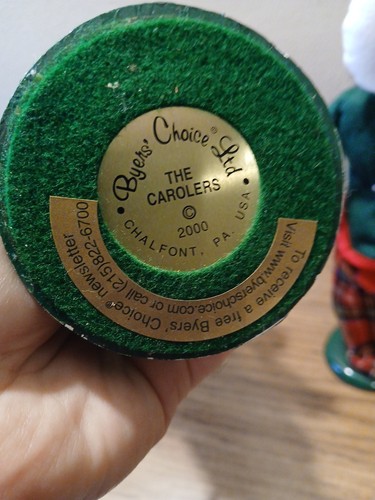 Byers' Choice® Ltd
THE
CAROLERS
©
2000
CHALFONT, PA. USA
To receive a free Byers' Choice® newsletter
visit www.byerschoice.com or call (215)822-6700